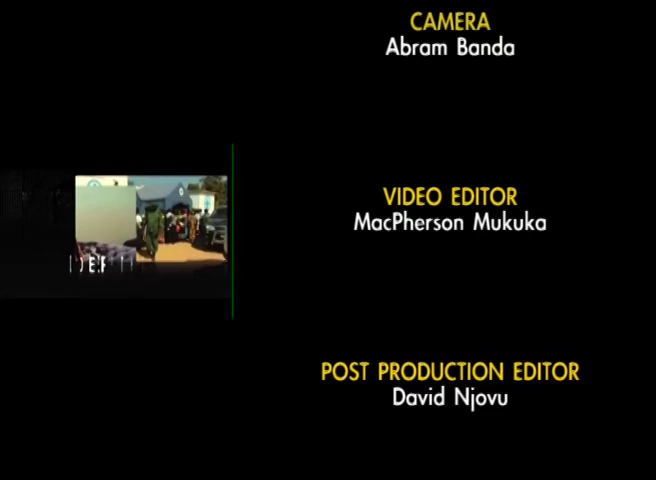 CAMERA
Abram Banda
VIDEO EDITOR
MacPherson Mukuka
POST PRODUCTION EDITOR
David Njovu